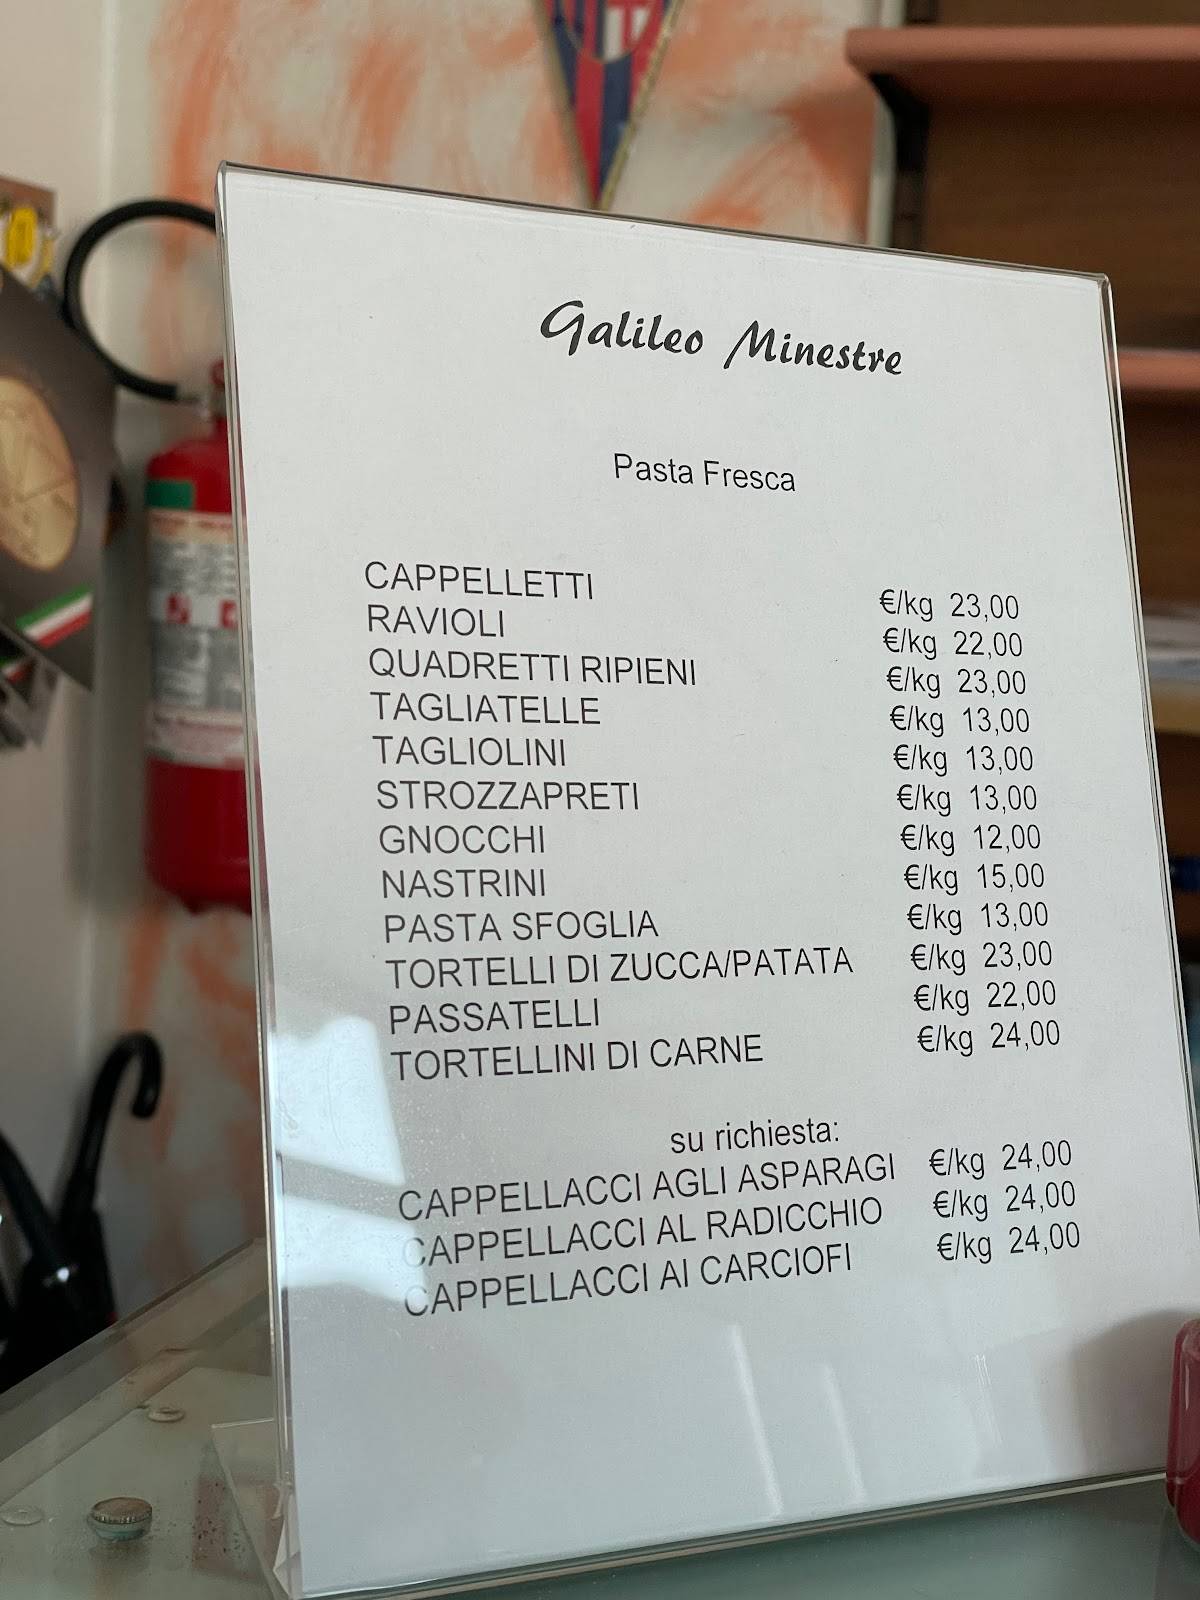 Galileo Minestre
Pasta Fresca
CAPPELLETTI €/kg 23,00
RAVIOLI €/kg 22,00
QUADRETTI RIPIENI €/kg 23,00
TAGLIATELLE €/kg 13,00
TAGLIOLINI €/kg 13,00
STROZZAPRETI €/kg 13,00
GNOCCHI €/kg 12,00
NASTRINI €/kg 15,00
PASTA SFOGLIA €/kg 13,00
TORTELLI DI ZUCCA/PATATA €/kg 23,00
PASSATELLI €/kg 22,00
TORTELLINI DI CARNE €/kg 24,00
su richiesta:
CAPPELLACCI AGLI ASPARAGI €/kg 24,00
CAPPELLACCI AL RADICCHIO €/kg 24,00
CAPPELLACCI AI CARCIOFI €/kg 24,00